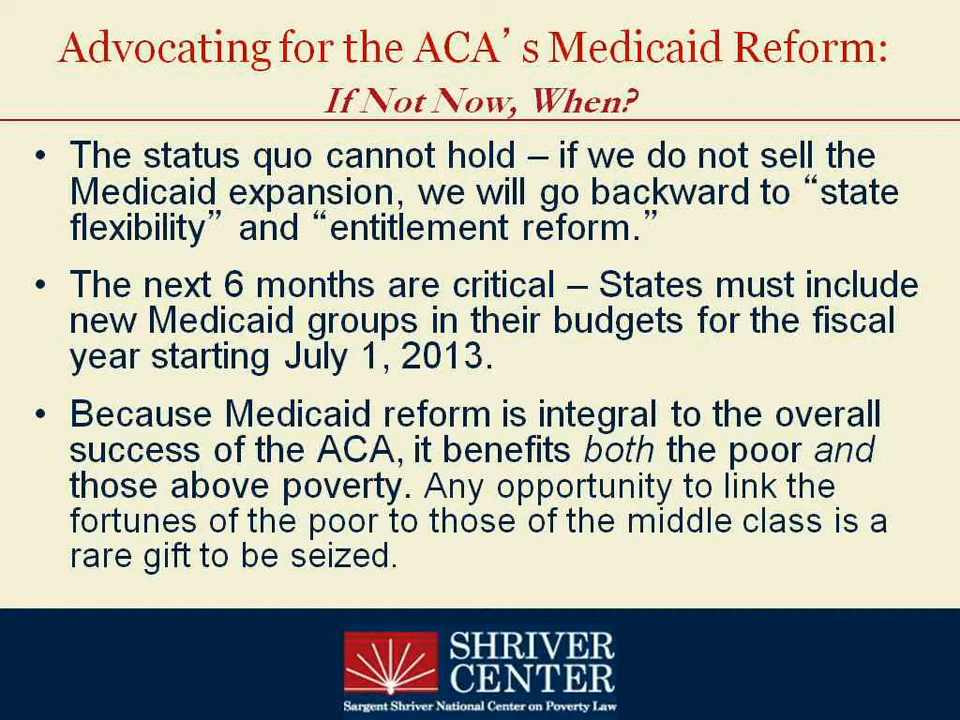 Advocating for the ACA’s Medicaid Reform:
If Not Now, When?
• The status quo cannot hold – if we do not sell the
Medicaid expansion, we will go backward to “state
flexibility” and “entitlement reform.”
• The next 6 months are critical – States must include
new Medicaid groups in their budgets for the fiscal
year starting July 1, 2013.
• Because Medicaid reform is integral to the overall
success of the ACA, it benefits both the poor and
those above poverty. Any opportunity to link the
fortunes of the poor to those of the middle class is a
rare gift to be seized.
SHRIVER
CENTER
Sargent Shriver National Center on Poverty Law